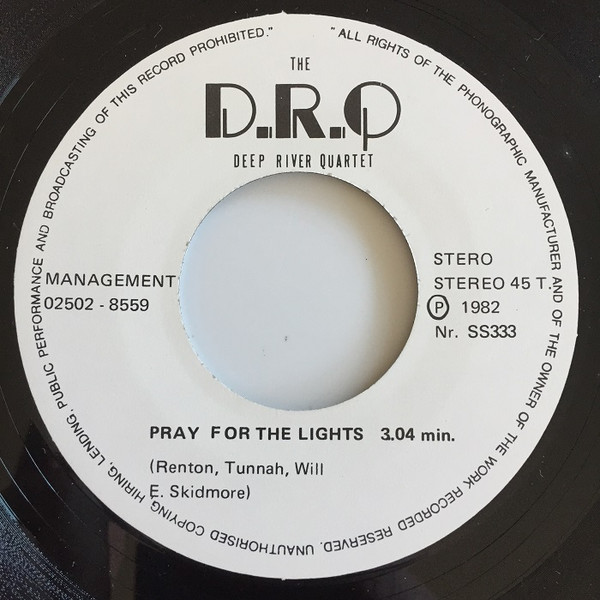 "ALL RIGHTS OF THE PHONOGRAPHIC MANUFACTURER AND OF THE OWNER OF THE WORK RECORDED RESERVED. UNAUTHORISED COPYING HIRING, LENDING, PUBLIC PERFORMANCE AND BROADCASTING OF THIS RECORD PROHIBITED."
THE
D.R.Q
DEEP RIVER QUARTET
MANAGEMENT
02502 - 8559
STERO
STEREO 45 T.
Ⓟ 1982
Nr. SS333
PRAY FOR THE LIGHTS 3.04 min.
(Renton, Tunnah, Will
E. Skidmore)